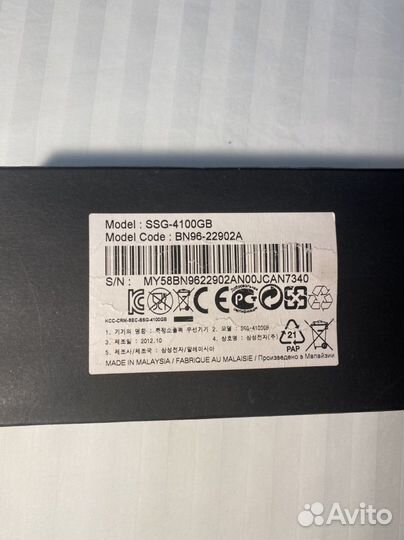 Model : SSG-4100GB
Model Code : BN96-22902A
S/N : MY58BN9622902AN00JCAN7340
KCC-CRM-SEC-SSG-4100GB
1. 기기의 명칭 : 특정소출력 무선기기 2. 모델 : SSG-4100GB
3. 제조일 : 2012.10 4. 상호명 : 삼성전자(주)
5. 제조사/제조국 : 삼성전자/말레이시아
MADE IN MALAYSIA / FABRIQUE AU MALAISIE / Произведено в Малайзии
21
PAP
Avito